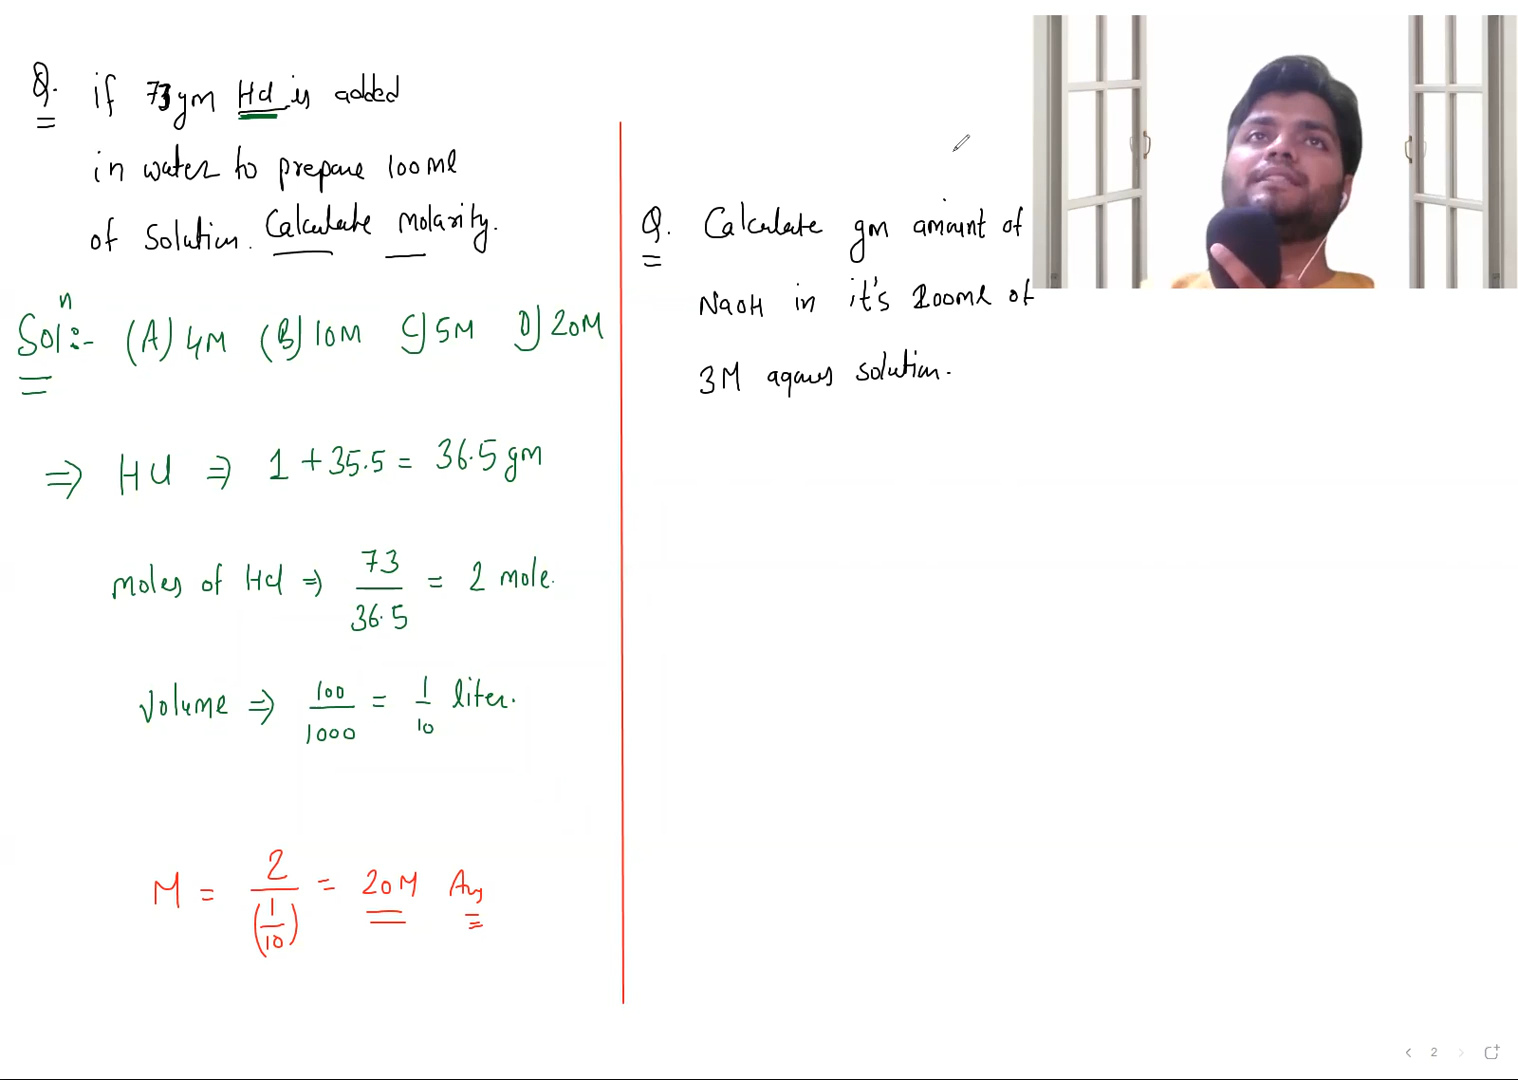 Q. if 73gm Hcl is added
in water to prepare 100ml
of Solution. Calculate molarity.
Soln:- (A) 4M (B) 10M C) 5M D) 20M
⇒ HCl ⇒ 1 + 35.5 = 36.5 gm
moles of Hcl ⇒ 73/36.5 = 2 mole.
Volume ⇒ 100/1000 = 1/10 liter.
M = 2/(1/10) = 20M Ans
Q. Calculate gm amount of
NaoH in it's 200ml of
3M aqaus solution.
2